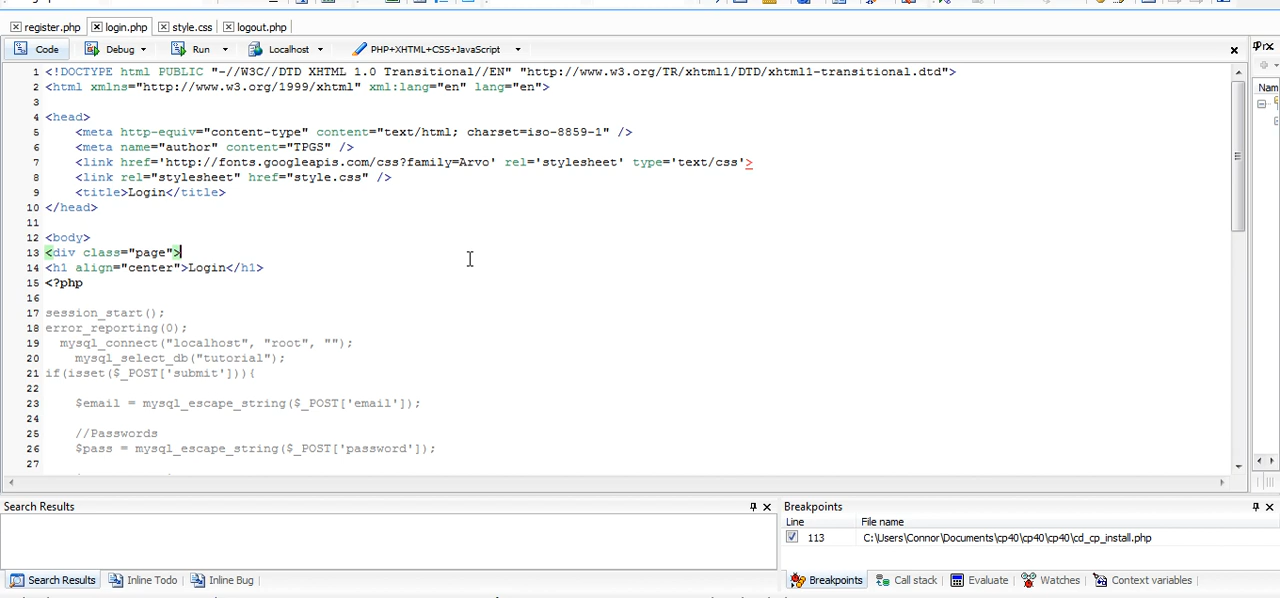 register.php login.php style.css logout.php
Code Debug Run Localhost PHP+XHTML+CSS+JavaScript
1 <!DOCTYPE html PUBLIC "-//W3C//DTD XHTML 1.0 Transitional//EN" "http://www.w3.org/TR/xhtml1/DTD/xhtml1-transitional.dtd">
2 <html xmlns="http://www.w3.org/1999/xhtml" xml:lang="en" lang="en">
3
4 <head>
5 <meta http-equiv="content-type" content="text/html; charset=iso-8859-1" />
6 <meta name="author" content="TPGS" />
7 <link href='http://fonts.googleapis.com/css?family=Arvo' rel='stylesheet' type='text/css'>
8 <link rel="stylesheet" href="style.css" />
9 <title>Login</title>
10 </head>
11
12 <body>
13 <div class="page">
14 <h1 align="center">Login</h1>
15 <?php
16
17 session_start();
18 error_reporting(0);
19 mysql_connect("localhost", "root", "");
20 mysql_select_db("tutorial");
21 if(isset($_POST['submit'])){
22
23 $email = mysql_escape_string($_POST['email']);
24
25 //Passwords
26 $pass = mysql_escape_string($_POST['password']);
27
Nam
Search Results
Breakpoints
Line File name
113 C:\Users\Connor\Documents\cp40\cp40\cp40\cd_cp_install.php
Search Results Inline Todo Inline Bug
Breakpoints Call stack Evaluate Watches Context variables